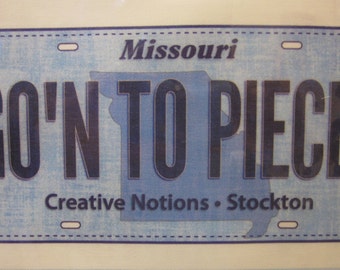 Missouri
GO'N TO PIECE
Creative Notions • Stockton